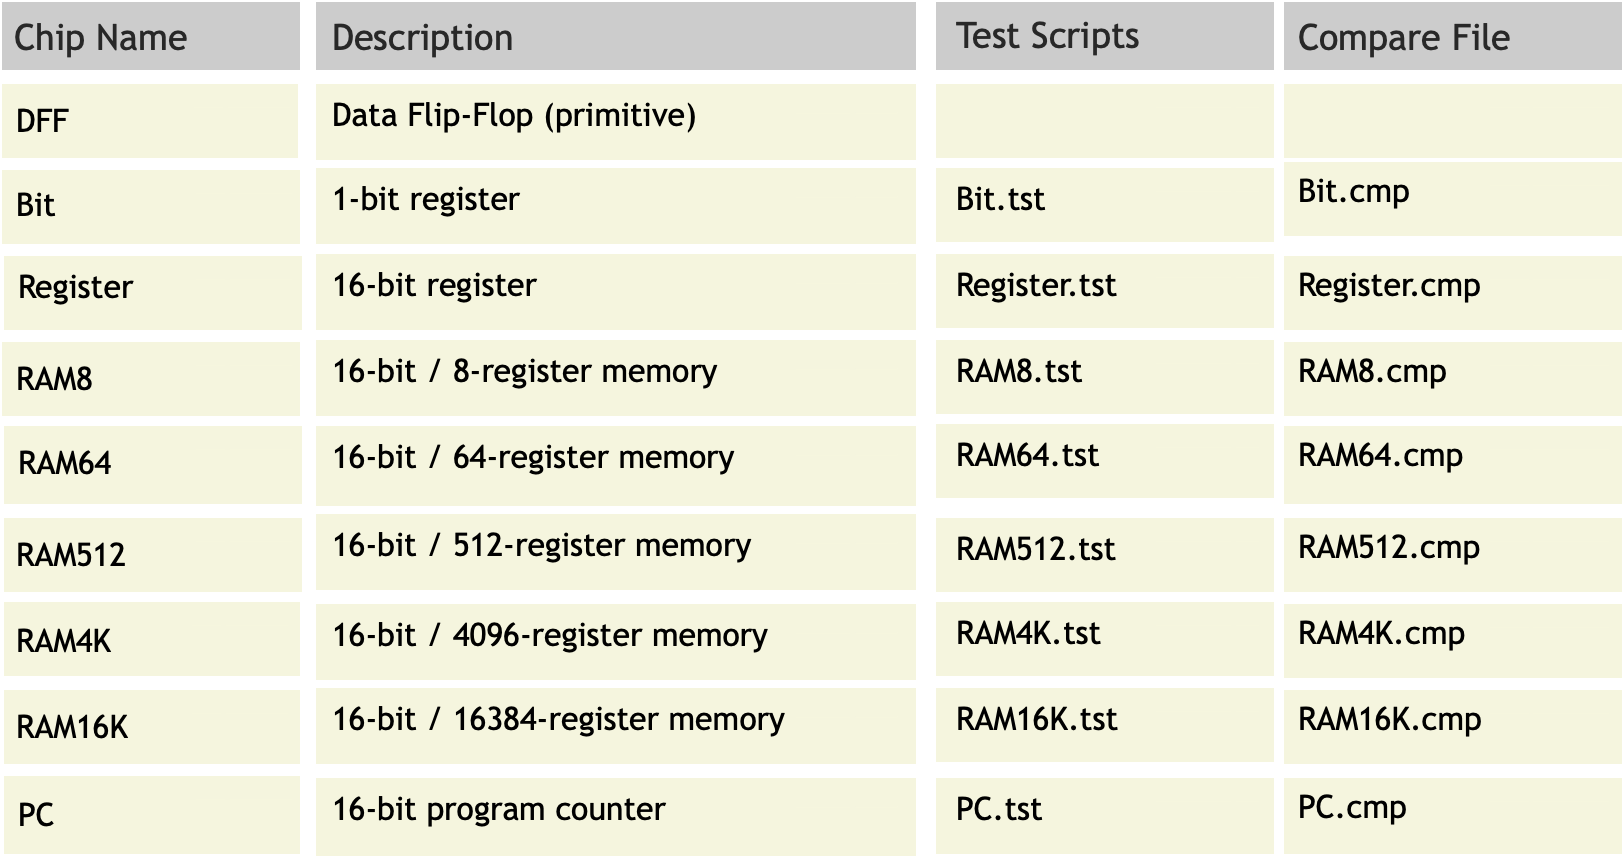 Chip Name Description Test Scripts Compare File
DFF Data Flip-Flop (primitive)
Bit 1-bit register Bit.tst Bit.cmp
Register 16-bit register Register.tst Register.cmp
RAM8 16-bit / 8-register memory RAM8.tst RAM8.cmp
RAM64 16-bit / 64-register memory RAM64.tst RAM64.cmp
RAM512 16-bit / 512-register memory RAM512.tst RAM512.cmp
RAM4K 16-bit / 4096-register memory RAM4K.tst RAM4K.cmp
RAM16K 16-bit / 16384-register memory RAM16K.tst RAM16K.cmp
PC 16-bit program counter PC.tst PC.cmp